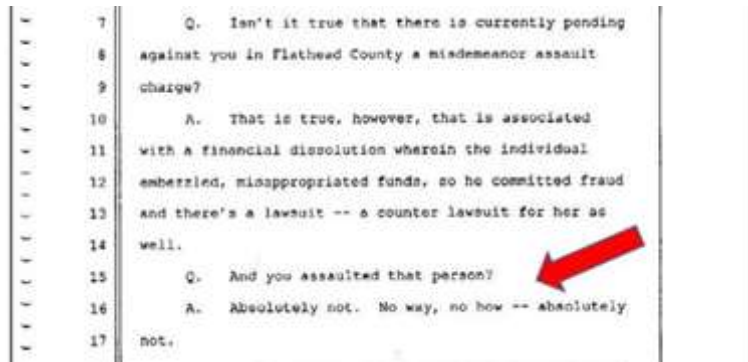 7 Q. Isn't it true that there is currently pending
8 against you in Flathead County a misdemeanor assault
9 charge?
10 A. That is true, however, that is associated
11 with a financial dissolution wherein the individual
12 embezzled, misappropriated funds, so he committed fraud
13 and there's a lawsuit -- a counter lawsuit for her as
14 well.
15 Q. And you assaulted that person?
16 A. Absolutely not. No way, no how -- absolutely
17 not.